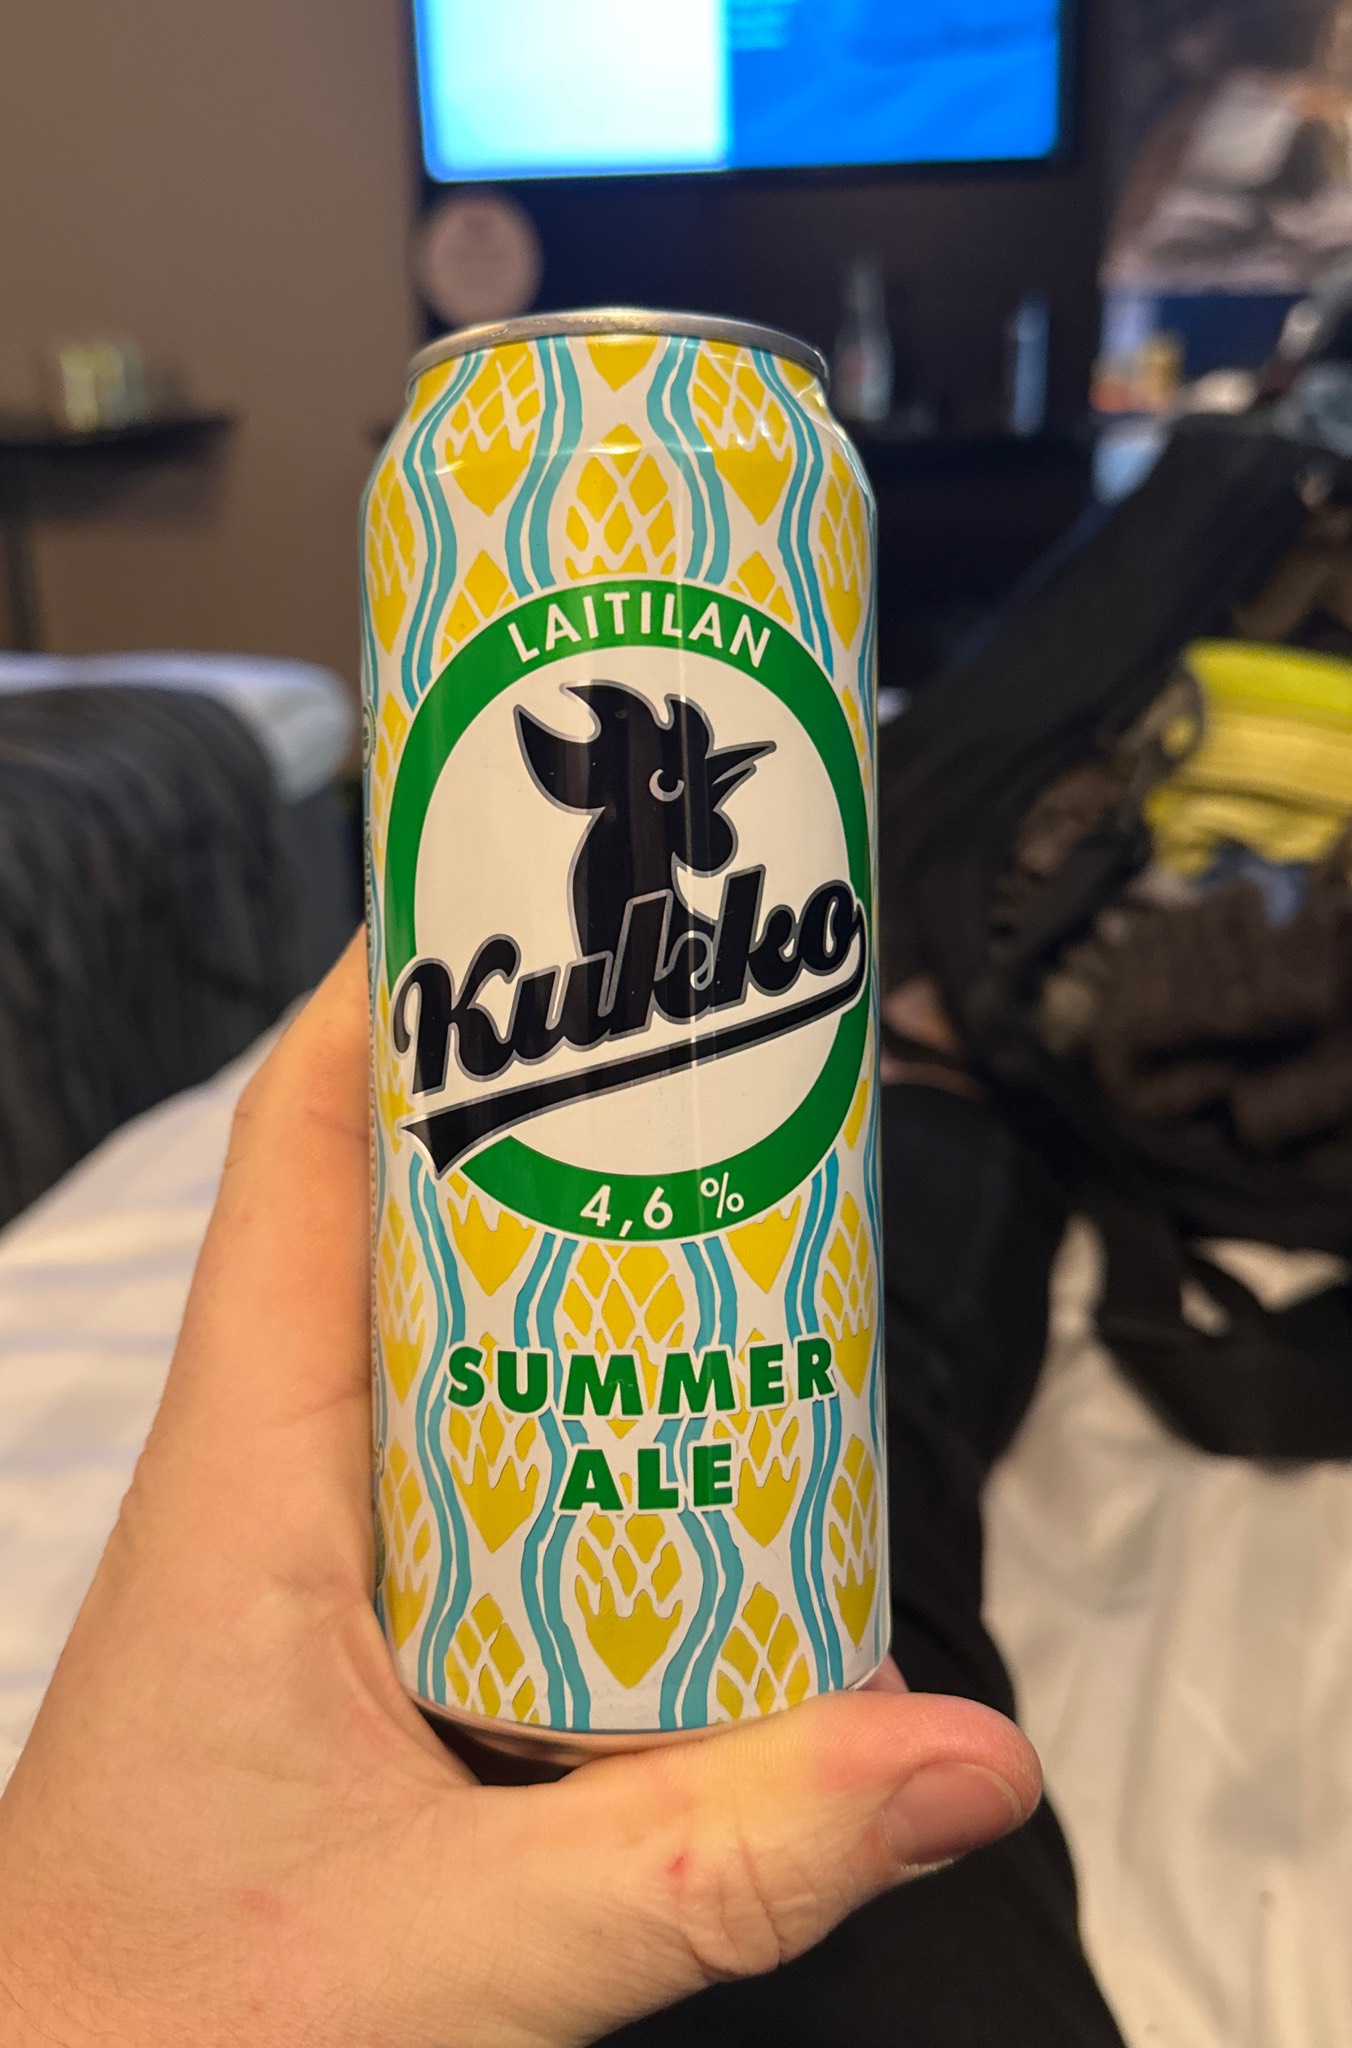 LAITILAN
Kukko
4,6 %
SUMMER
ALE